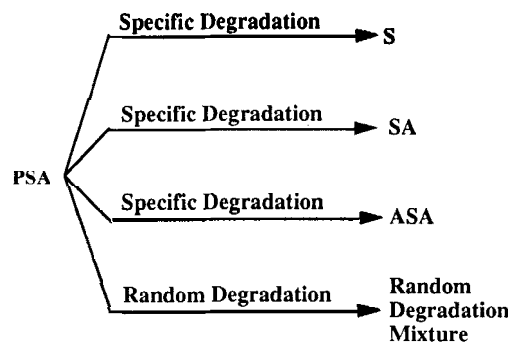 Specific Degradation
S
Specific Degradation
SA
PSA
Specific Degradation
ASA
Random Degradation
Random
Degradation
Mixture